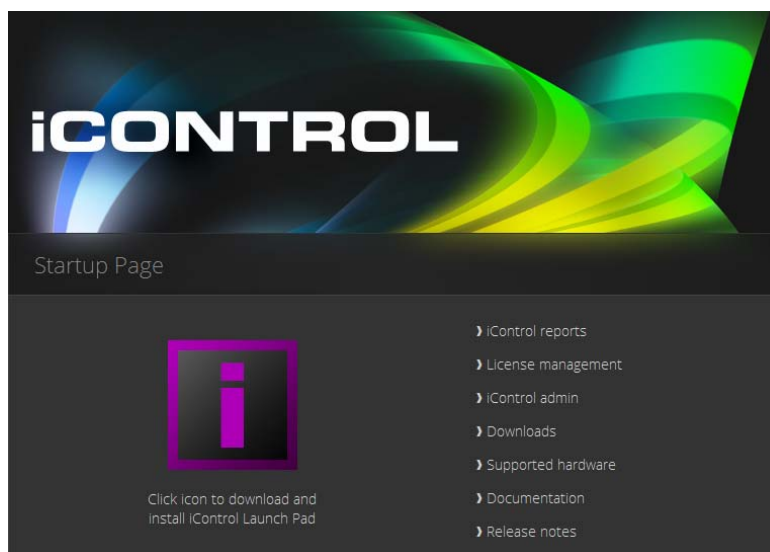 iCONTROL
Startup Page
i
Click icon to download and
install iControl Launch Pad
❱ iControl reports
❱ License management
❱ iControl admin
❱ Downloads
❱ Supported hardware
❱ Documentation
❱ Release notes